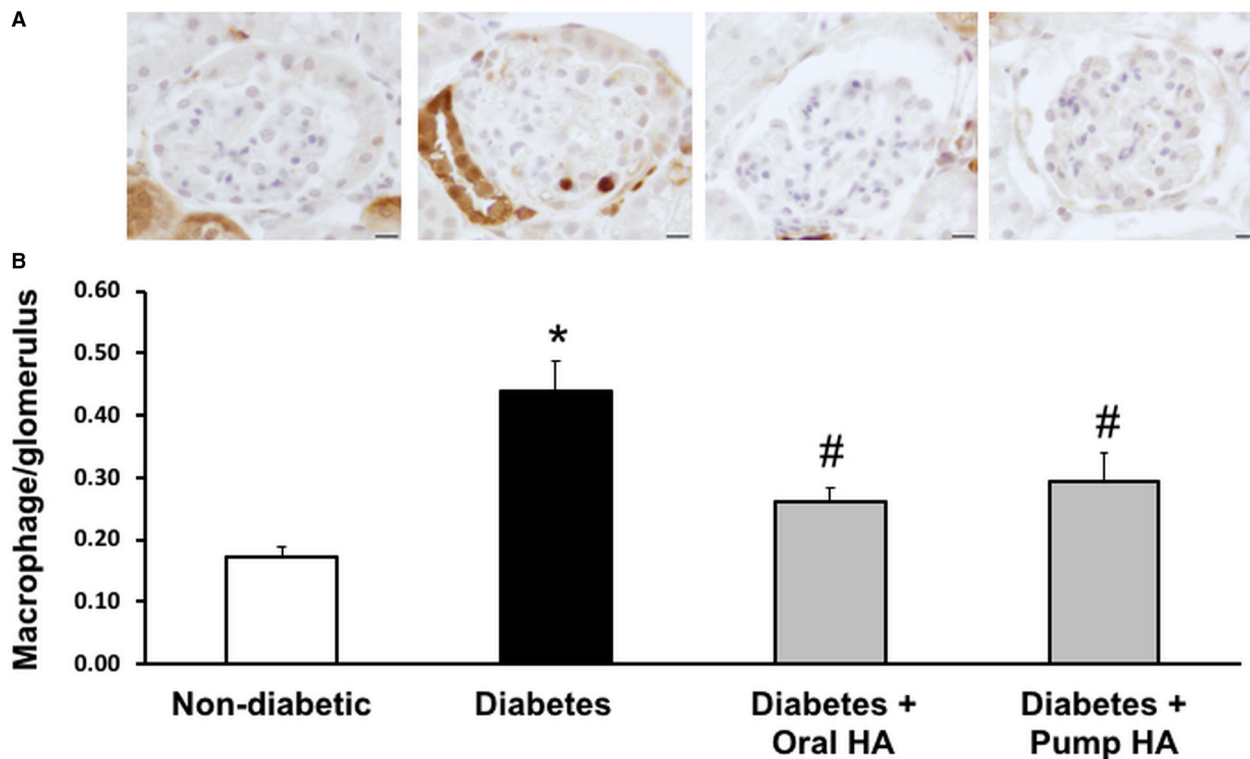 A
B
Macrophage/glomerulus
0.60
0.50
0.40
0.30
0.20
0.10
0.00
*
#
#
Non-diabetic
Diabetes
Diabetes +
Oral HA
Diabetes +
Pump HA